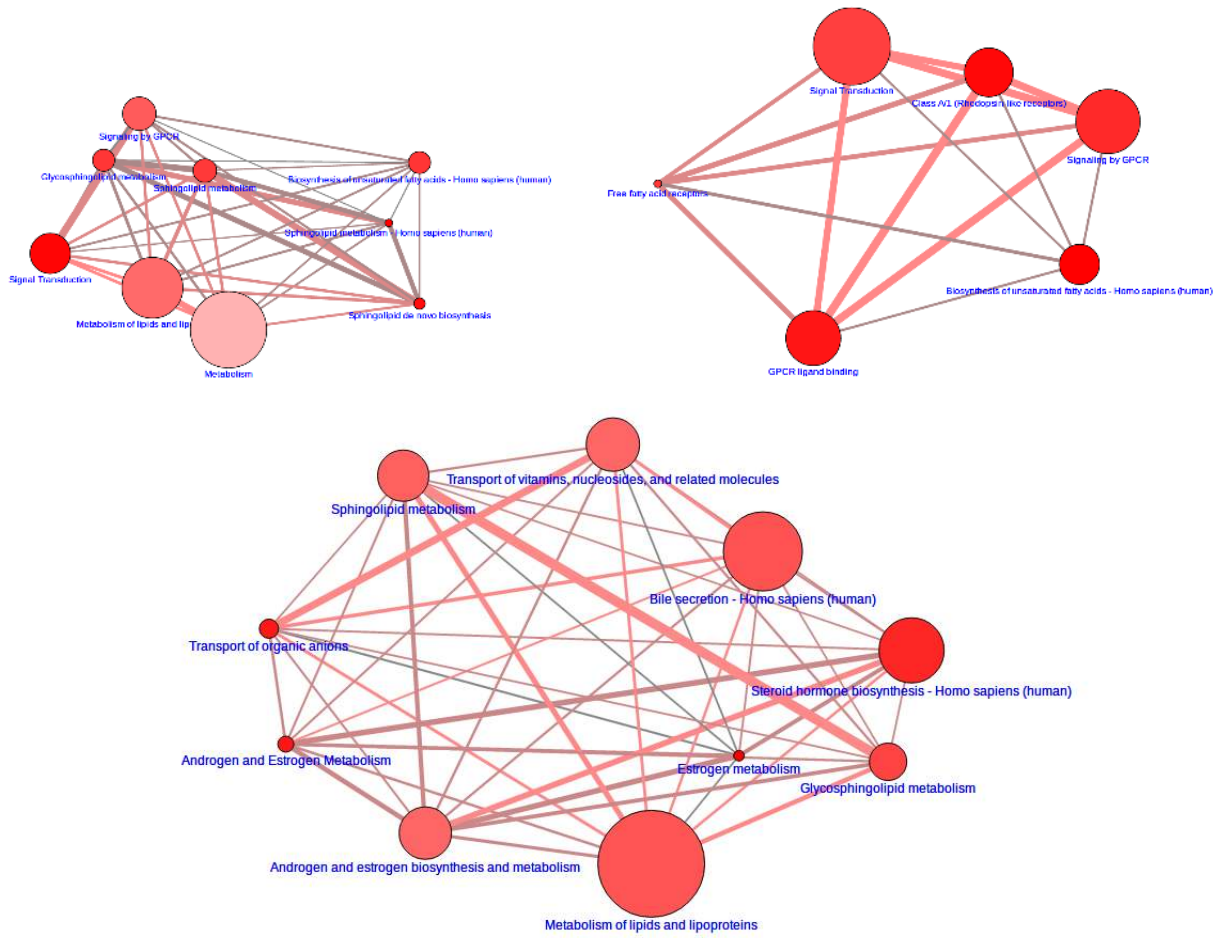 Signaling by GPCR
Glycosphingolipid metabolism
Sphingolipid metabolism
Biosynthesis of unsaturated fatty acids - Homo sapiens (human)
Sphingolipid metabolism - Homo sapiens (human)
Signal Transduction
Sphingolipid de novo biosynthesis
Metabolism of lipids and lip
Metabolism
Signal Transduction
Class A/1 (Rhodopsin-like receptors)
Signaling by GPCR
Free fatty acid receptors
Biosynthesis of unsaturated fatty acids - Homo sapiens (human)
GPCR ligand binding
Transport of vitamins, nucleosides, and related molecules
Sphingolipid metabolism
Bile secretion - Homo sapiens (human)
Transport of organic anions
Steroid hormone biosynthesis - Homo sapiens (human)
Androgen and Estrogen Metabolism
Estrogen metabolism
Glycosphingolipid metabolism
Androgen and estrogen biosynthesis and metabolism
Metabolism of lipids and lipoproteins